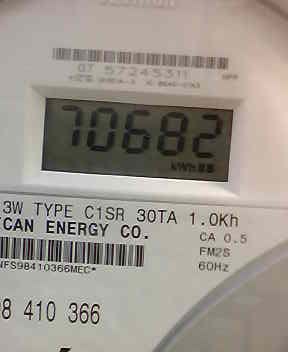 07 57245311
70682
kWh
3W TYPE C1SR 30TA 1.0Kh
CAN ENERGY CO.
CA 0.5
FM2S
60Hz
NFS98410366MEC*
8 410 366